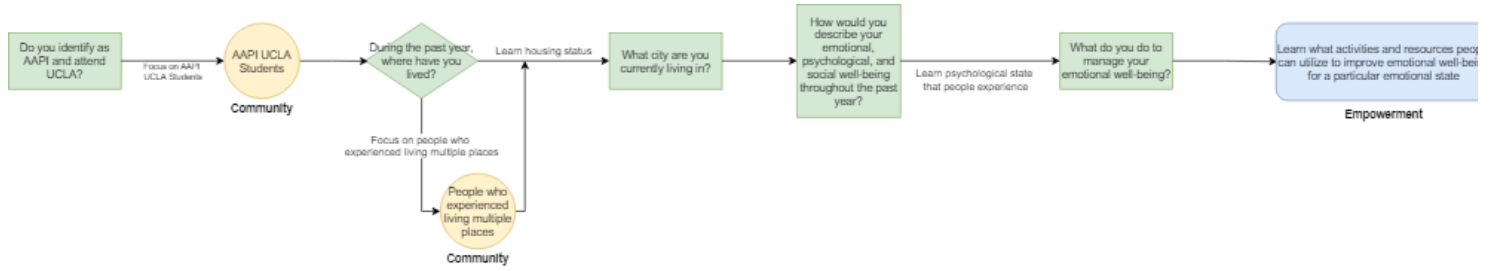 Do you identify as
AAPI and attend
UCLA?
Focus on AAPI
UCLA Students
AAPI UCLA
Students
Community
During the past year,
where have you
lived?
Learn housing status
Focus on people who
experienced living multiple places
People who
experienced
living multiple
places
Community
What city are you
currently living in?
How would you
describe your
emotional,
psychological, and
social well-being
throughout the past
year?
Learn psychological state
that people experience
What do you do to
manage your
emotional well-being?
Learn what activities and resources
can utilize to improve emotional
for a particular emotional state
Empowerment